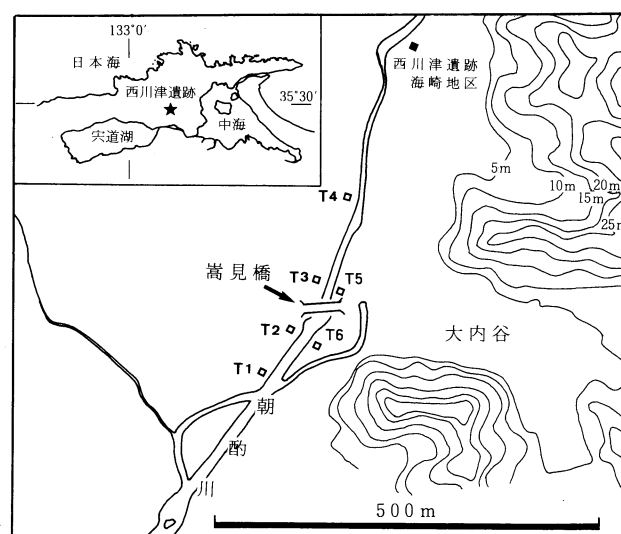 133°0'
日本海
西川津遺跡
35°30'
宍道湖
中海
西川津遺跡
海崎地区
5m
10m
20m
15m
25m
T4
嵩見橋
T3
T5
T2
T6
大内谷
T1
朝酌川
500m